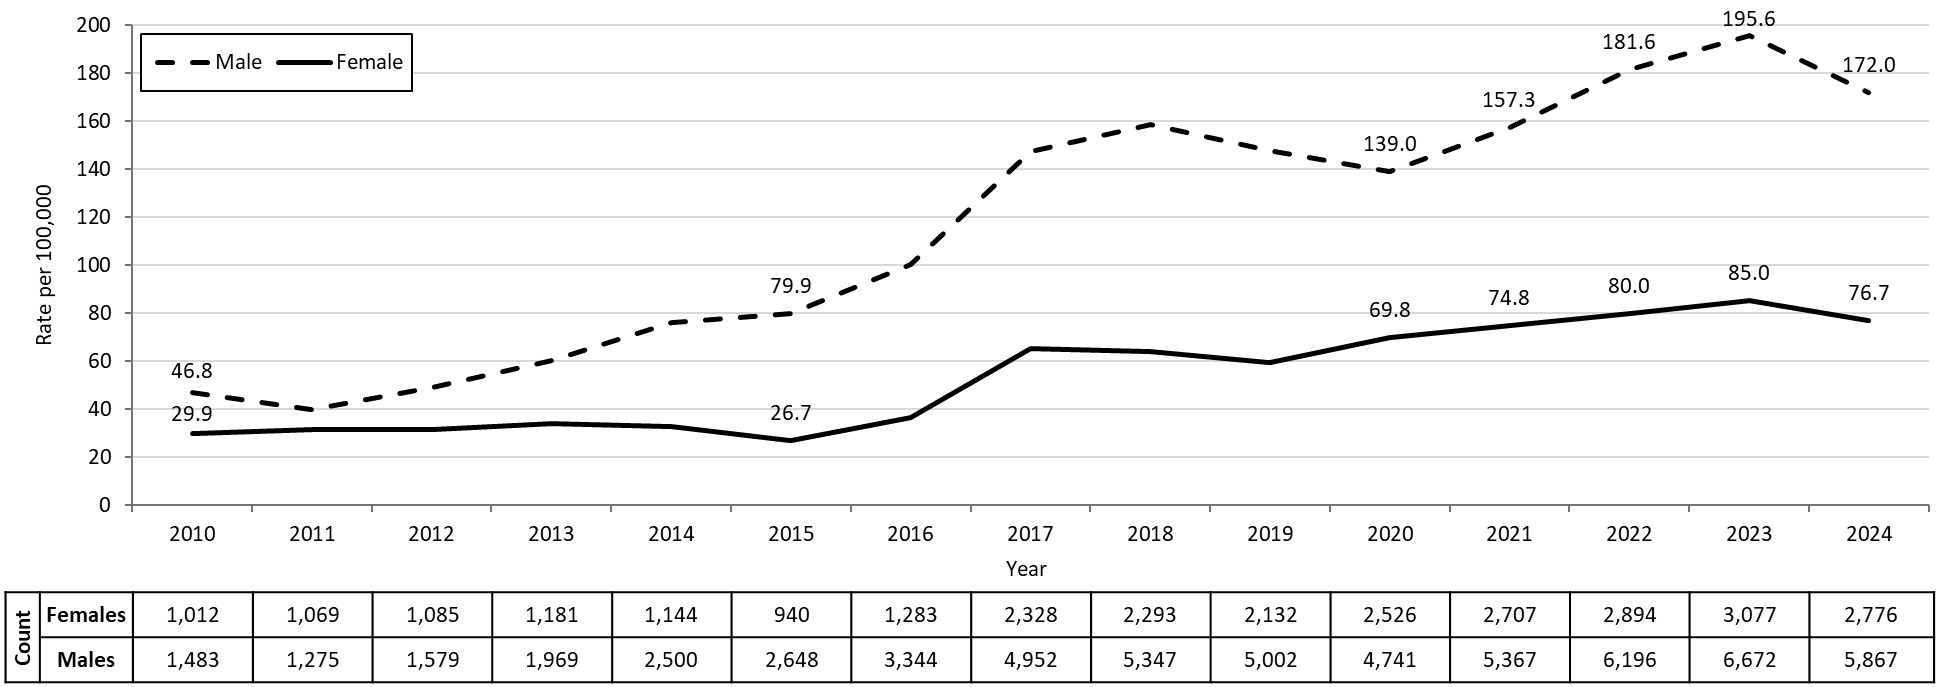 200
180
160
140
120
100
80
60
40
20
0
Rate per 100,000
Male Female
46.8 79.9 139.0 157.3 181.6 195.6 172.0
29.9 26.7 69.8 74.8 80.0 85.0 76.7
2010 2011 2012 2013 2014 2015 2016 2017 2018 2019 2020 2021 2022 2023 2024
Year
Count
Females 1,012 1,069 1,085 1,181 1,144 940 1,283 2,328 2,293 2,132 2,526 2,707 2,894 3,077 2,776
Males 1,483 1,275 1,579 1,969 2,500 2,648 3,344 4,952 5,347 5,002 4,741 5,367 6,196 6,672 5,867